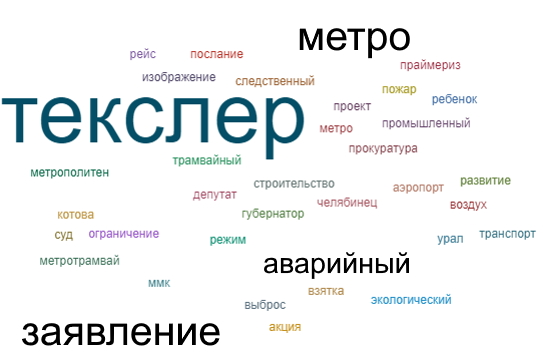 метро
рейс
послание
праймериз
изображение
следственный
пожар
текслер
ребенок
проект
метро
промышленный
прокуратура
трамвайный
метрополитен
строительство
развитие
депутат
аэропорт
челябинец
воздух
котова
губернатор
суд
ограничение
режим
урал
транспорт
метротрамвай
аварийный
ммк
взятка
выброс
экологический
заявление
акция